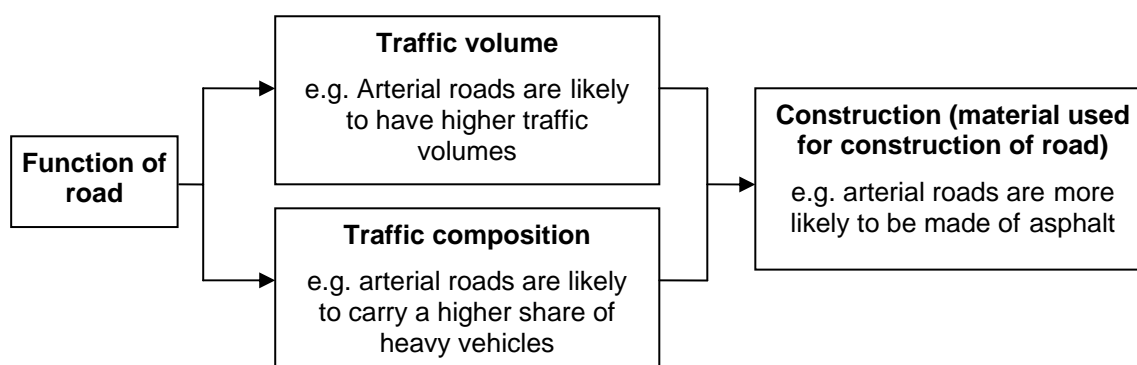 Function of
road
Traffic volume
e.g. Arterial roads are likely
to have higher traffic
volumes
Traffic composition
e.g. arterial roads are likely
to carry a higher share of
heavy vehicles
Construction (material used
for construction of road)
e.g. arterial roads are more
likely to be made of asphalt